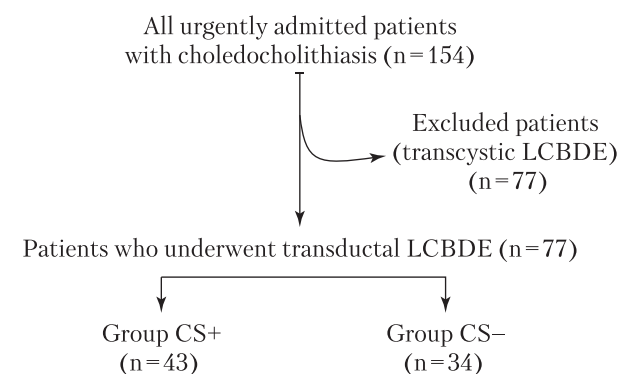 All urgently admitted patients
with choledocholithiasis (n=154)
Excluded patients
(transcystic LCBDE)
(n=77)
Patients who underwent transductal LCBDE (n=77)
Group CS+
(n=43)
Group CS–
(n=34)